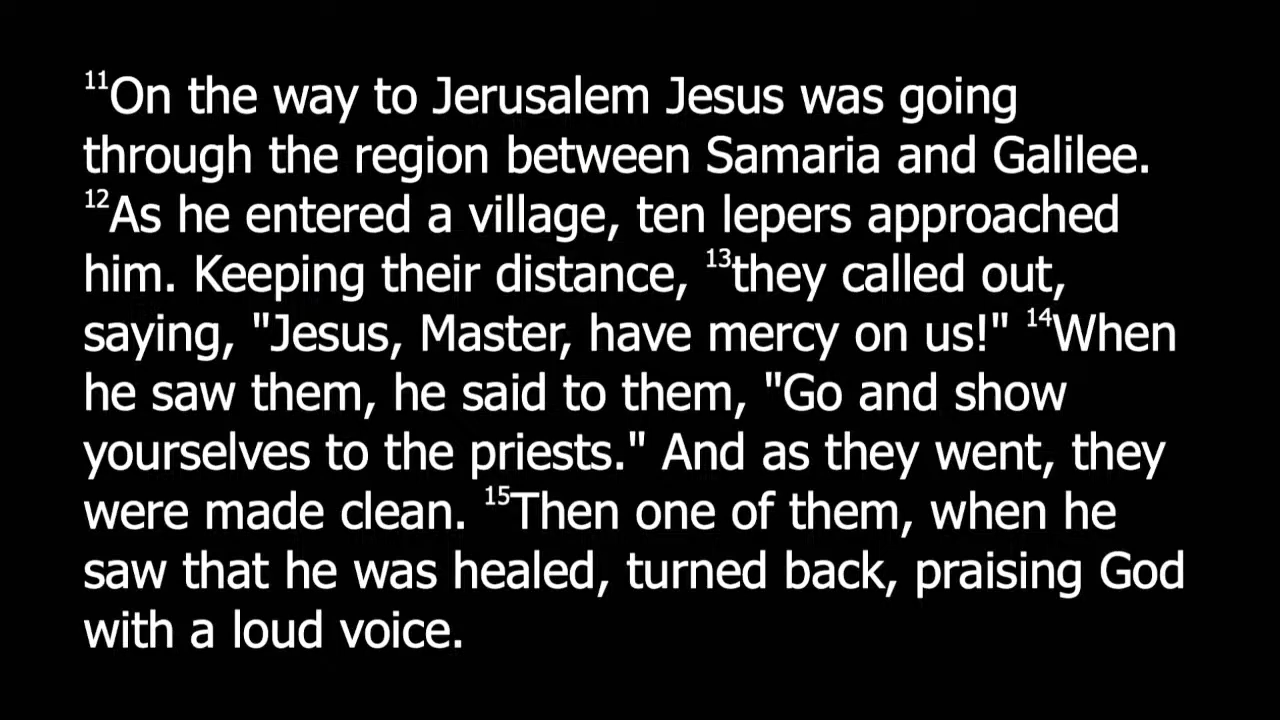 11On the way to Jerusalem Jesus was going
through the region between Samaria and Galilee.
12As he entered a village, ten lepers approached
him. Keeping their distance, 13they called out,
saying, "Jesus, Master, have mercy on us!" 14When
he saw them, he said to them, "Go and show
yourselves to the priests." And as they went, they
were made clean. 15Then one of them, when he
saw that he was healed, turned back, praising God
with a loud voice.